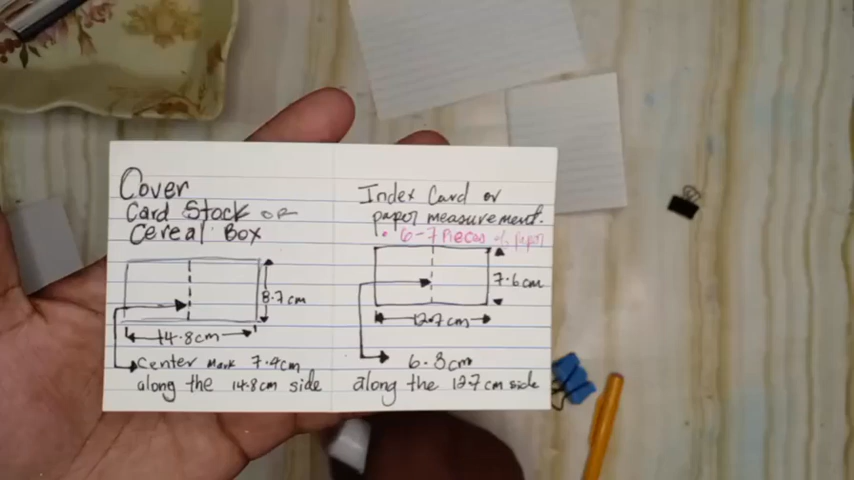 Cover
Card Stock or
Cereal Box
8.7cm
14.8cm
Center Mark 7.4cm
along the 14.8cm side
Index Card or
paper measurement.
• 6-7 Pieces of paper
7.6cm
12.7cm
6.3cm
along the 12.7cm side